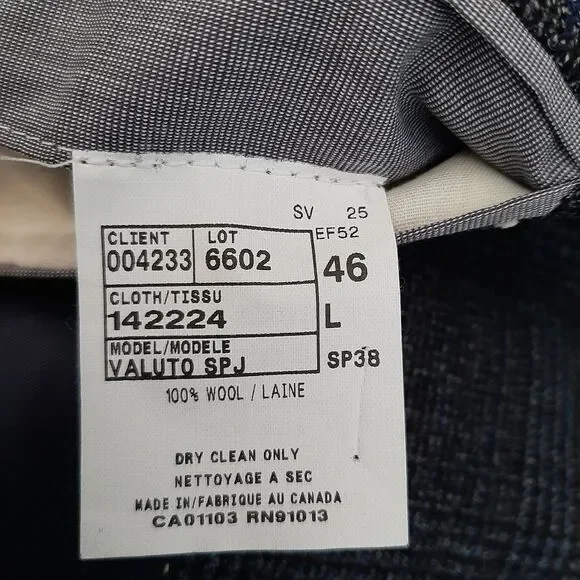 SV 25
CLIENT LOT EF52
004233 6602 46
CLOTH/TISSU
142224 L
MODEL/MODELE
VALUTO SPJ SP38
100% WOOL / LAINE
DRY CLEAN ONLY
NETTOYAGE A SEC
MADE IN/FABRIQUE AU CANADA
CA01103 RN91013